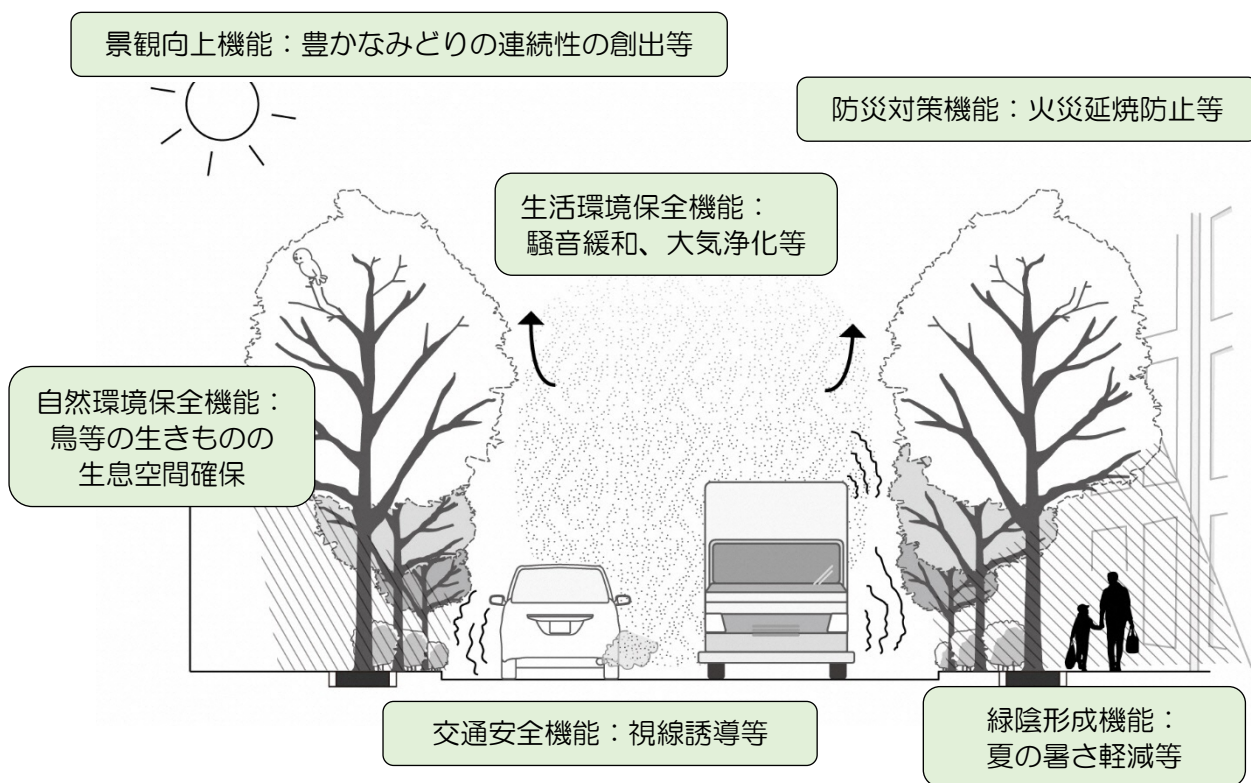 景観向上機能：豊かなみどりの連続性の創出等
防災対策機能：火災延焼防止等
生活環境保全機能：
騒音緩和、大気浄化等
自然環境保全機能：
鳥等の生きものの
生息空間確保
交通安全機能：視線誘導等
緑陰形成機能：
夏の暑さ軽減等